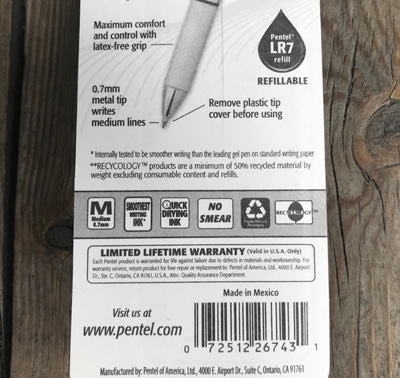 Maximum comfort
and control with
latex-free grip
Pentel®
LR7
refill
REFILLABLE
0.7mm
metal tip
writes
medium lines
Remove plastic tip
cover before using
* Internally tested to be smoother writing than the leading gel pen on standard writing paper
**RECYCOLOGY™ products are a minimum of 50% recycled material by
weight excluding consumable content and refills.
M
Medium
0.7mm
SMOOTHEST
WRITING
INK*
QUICK
DRYING
INK
NO
SMEAR
Packaging
RECYCOLOGY™
LIMITED LIFETIME WARRANTY (Valid in U.S.A. Only)
Each Pentel product is warranted for life against failure due to defects in materials and workmanship. For
warranty service, return product for free repair or replacement to: Pentel of America, Ltd., 4000 E. Airport
Dr., Ste. C, Ontario, CA 91761, U.S.A., Attn: Quality Assurance Department.
Made in Mexico
Visit us at
www.pentel.com
0 72512 26743 1
Manufactured by: Pentel of America, Ltd., 4000 E. Airport Dr., Suite C, Ontario, CA 91761